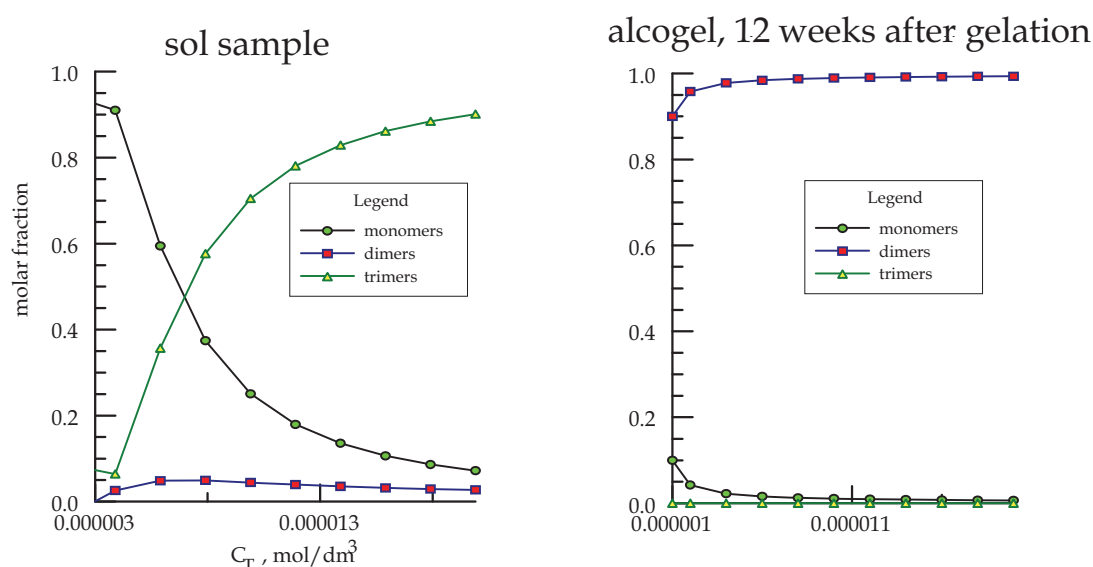 sol sample
1.0
0.8
0.6
0.4
0.2
0.0
molar fraction
Legend
monomers
dimers
trimers
0.000003
0.000013
C_T , mol/dm³
alcogel, 12 weeks after gelation
1.0
0.8
0.6
0.4
0.2
0.0
Legend
monomers
dimers
trimers
0.000001
0.000011